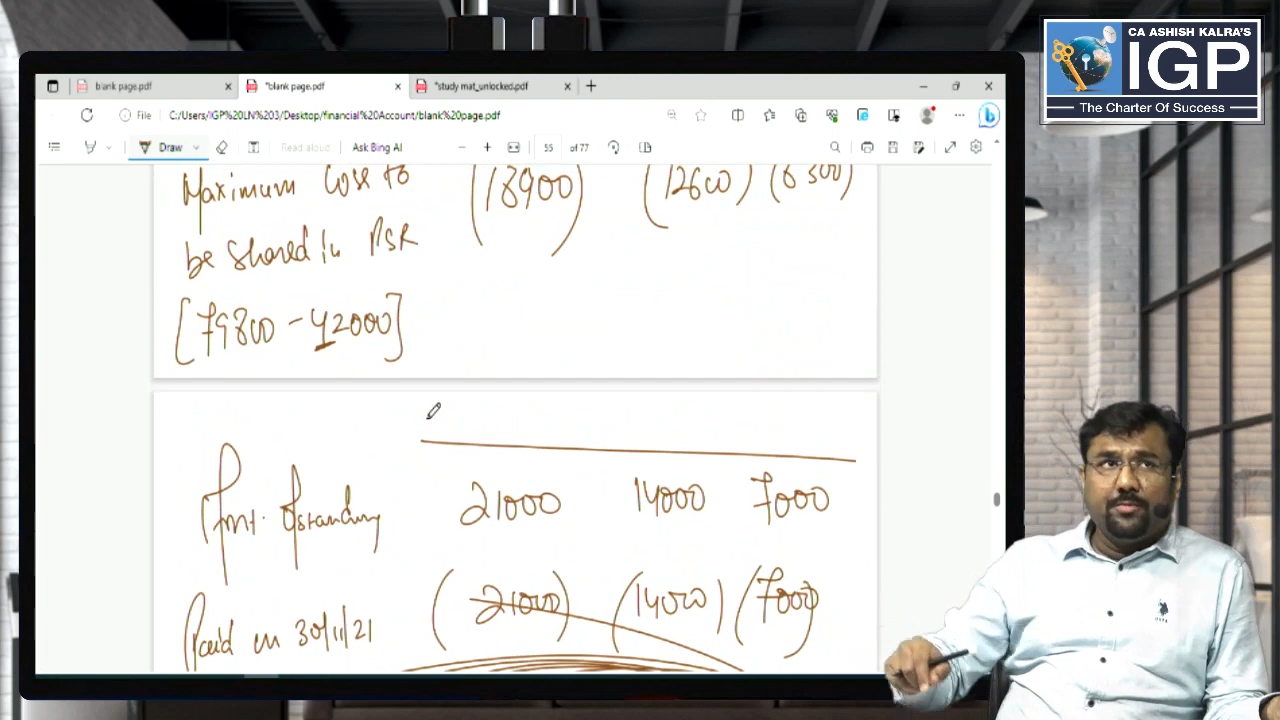 CA ASHISH KALRA'S
IGP
The Charter Of Success
blank page.pdf
*blank page.pdf
*study mat_unlocked.pdf
File
C:/Users/IGP%20LN%203/Desktop/financial%20Account/blank%20page.pdf
Draw
Read aloud
Ask Bing AI
55 of 77
Maximum Loss to (18900) (12600) (6300)
be shared in PSR
[79800 - 42000]
Amt. Ostanding 21000 14000 7000
Paid on 30/11/21 (21000) (14000) (7000)